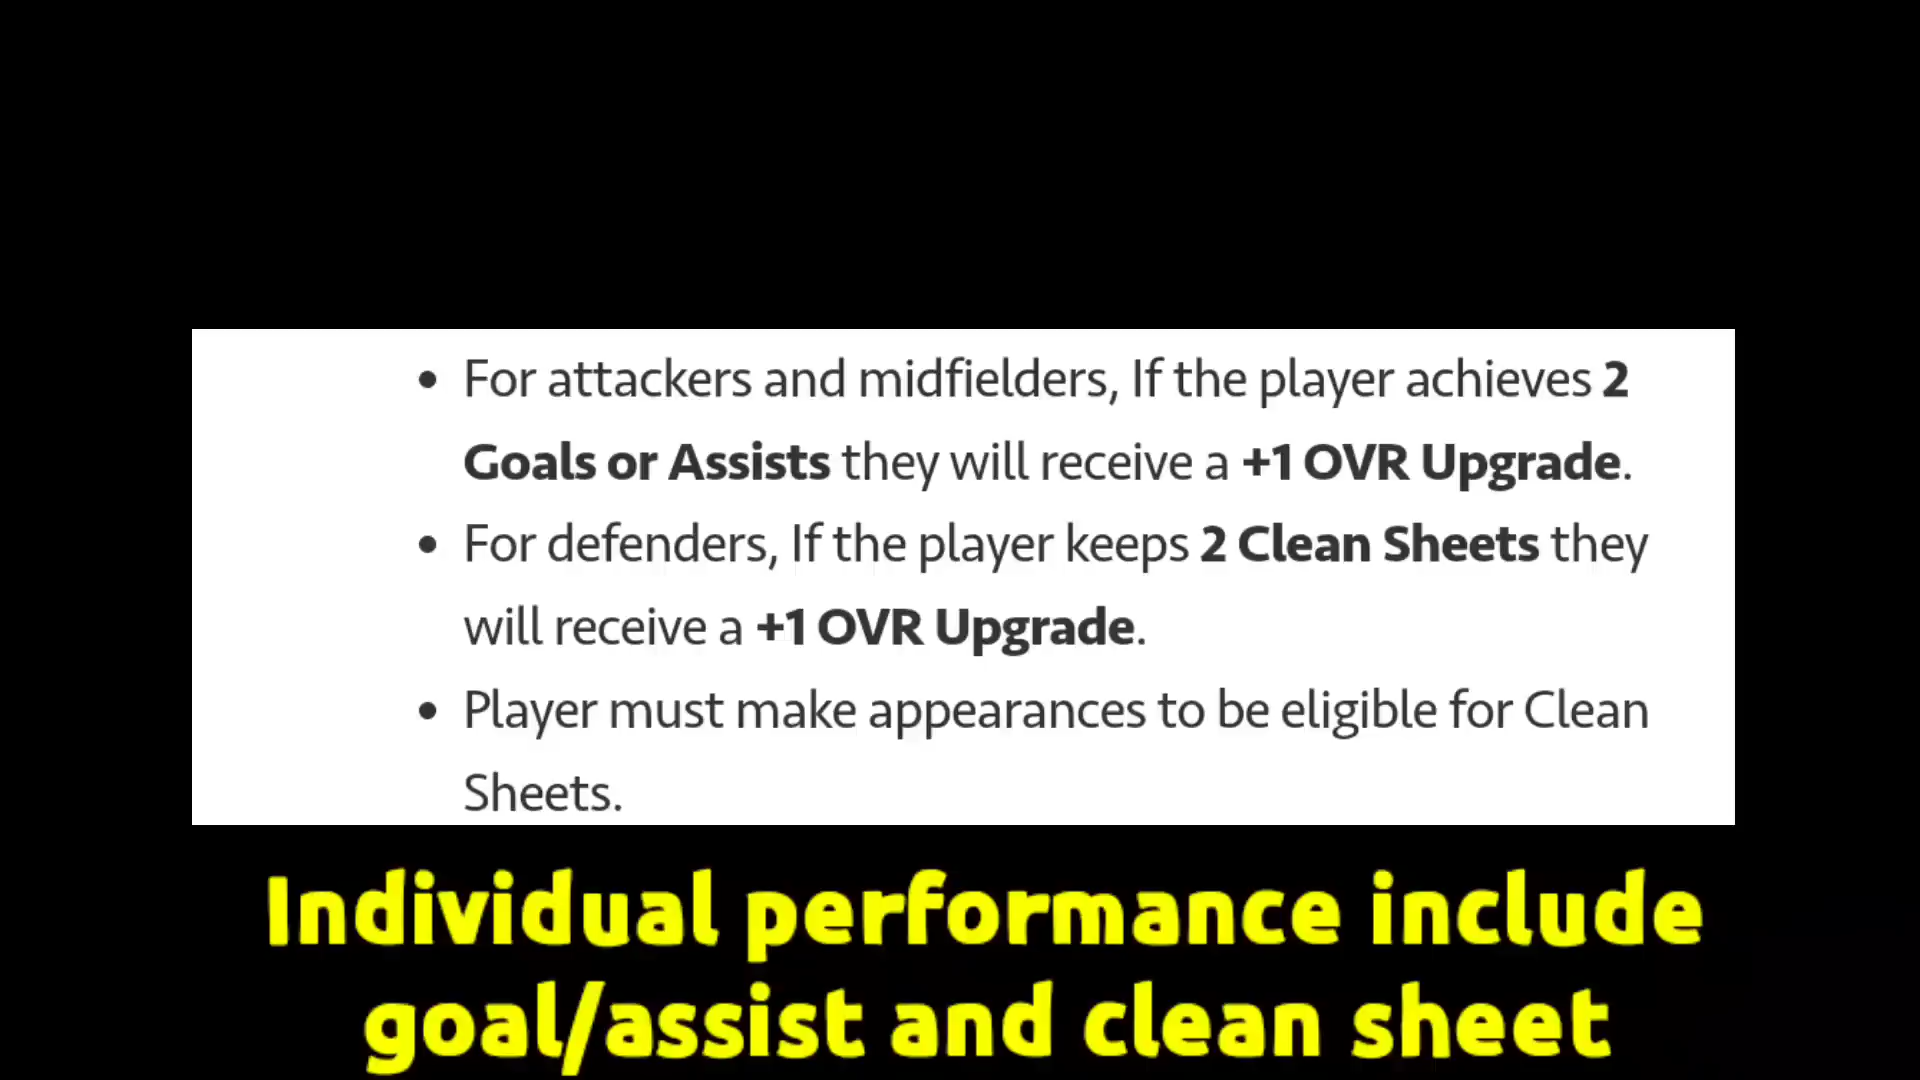 • For attackers and midfielders, If the player achieves 2
Goals or Assists they will receive a +1 OVR Upgrade.
• For defenders, If the player keeps 2 Clean Sheets they
will receive a +1 OVR Upgrade.
• Player must make appearances to be eligible for Clean
Sheets.
Individual performance include
goal/assist and clean sheet